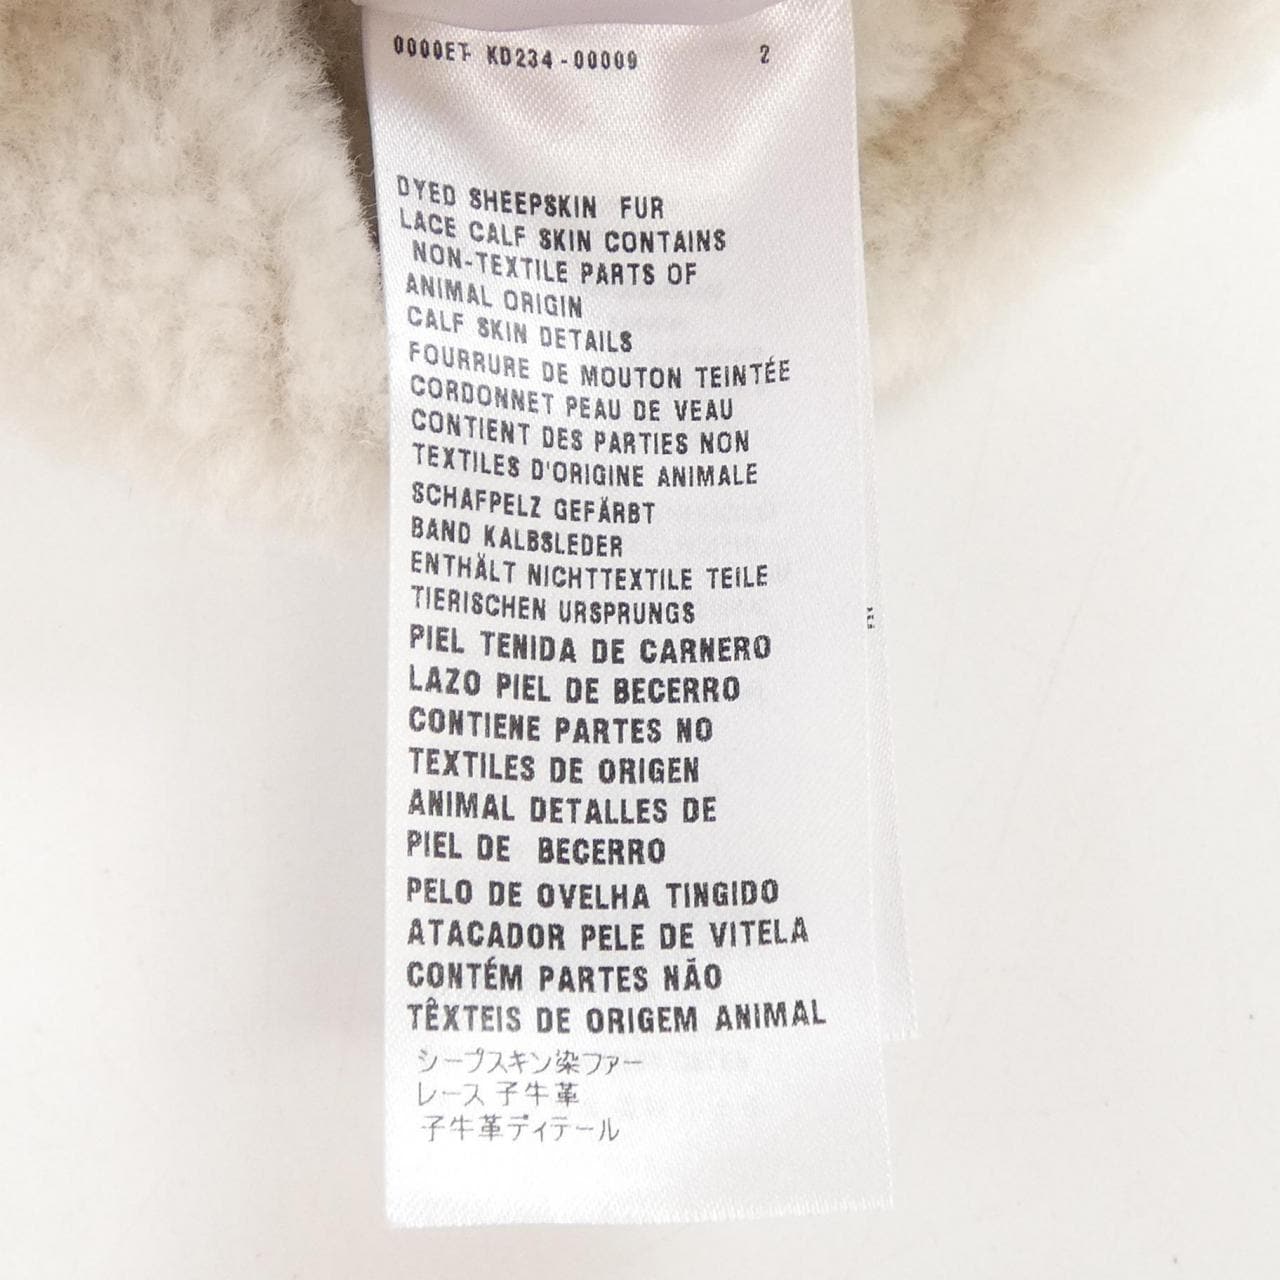 0000ET KD234-00009 2
DYED SHEEPSKIN FUR
LACE CALF SKIN CONTAINS
NON-TEXTILE PARTS OF
ANIMAL ORIGIN
CALF SKIN DETAILS
FOURRURE DE MOUTON TEINTÉE
CORDONNET PEAU DE VEAU
CONTIENT DES PARTIES NON
TEXTILES D'ORIGINE ANIMALE
SCHAFPELZ GEFÄRBT
BAND KALBSLEDER
ENTHÄLT NICHTTEXTILE TEILE
TIERISCHEN URSPRUNGS
PIEL TENIDA DE CARNERO
LAZO PIEL DE BECERRO
CONTIENE PARTES NO
TEXTILES DE ORIGEN
ANIMAL DETALLES DE
PIEL DE BECERRO
PELO DE OVELHA TINGIDO
ATACADOR PELE DE VITELA
CONTÉM PARTES NÃO
TÊXTEIS DE ORIGEM ANIMAL
シープスキン染ファー
レース 子牛革
子牛革ディテール